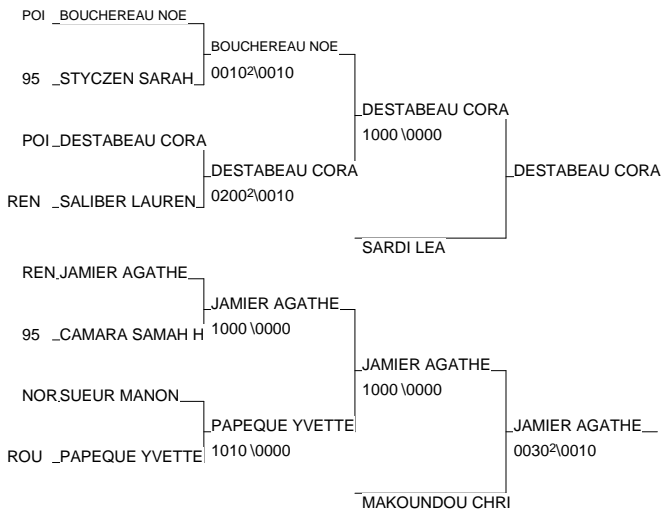 POI BOUCHEREAU NOE
BOUCHEREAU NOE
0010²\0010
95 STYCZEN SARAH
DESTABEAU CORA
1000 \0000
POI DESTABEAU CORA
DESTABEAU CORA
0200²\0010
DESTABEAU CORA
REN SALIBER LAUREN
SARDI LEA
REN JAMIER AGATHE
JAMIER AGATHE
1000 \0000
95 CAMARA SAMAH H
JAMIER AGATHE
1000 \0000
NOR SUEUR MANON
PAPEQUE YVETTE
1010 \0000
JAMIER AGATHE
0030²\0010
ROU PAPEQUE YVETTE
MAKOUNDOU CHRI